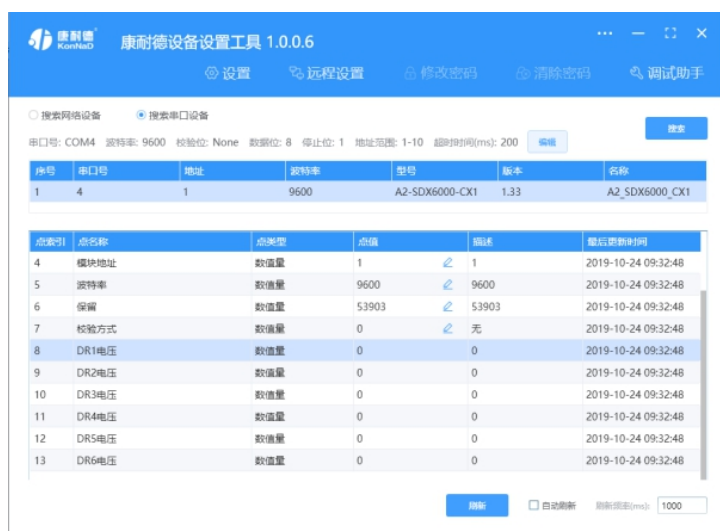 康耐德 KonNaD 康耐德设备设置工具 1.0.0.6
设置 远程设置 修改密码 清除密码 调试助手
搜索网络设备 搜索串口设备
串口号: COM4 波特率: 9600 校验位: None 数据位: 8 停止位: 1 地址范围: 1-10 超时时间(ms): 200 编辑 搜索
序号 串口号 地址 波特率 型号 版本 名称
1 4 1 9600 A2-SDX6000-CX1 1.33 A2_SDX6000_CX1
点索引 点名称 点类型 点值 描述 最后更新时间
4 模块地址 数值量 1 1 2019-10-24 09:32:48
5 波特率 数值量 9600 9600 2019-10-24 09:32:48
6 保留 数值量 53903 53903 2019-10-24 09:32:48
7 校验方式 数值量 0 无 2019-10-24 09:32:48
8 DR1电压 数值量 0 0 2019-10-24 09:32:48
9 DR2电压 数值量 0 0 2019-10-24 09:32:48
10 DR3电压 数值量 0 0 2019-10-24 09:32:48
11 DR4电压 数值量 0 0 2019-10-24 09:32:48
12 DR5电压 数值量 0 0 2019-10-24 09:32:48
13 DR6电压 数值量 0 0 2019-10-24 09:32:48
刷新 自动刷新 刷新频率(ms): 1000